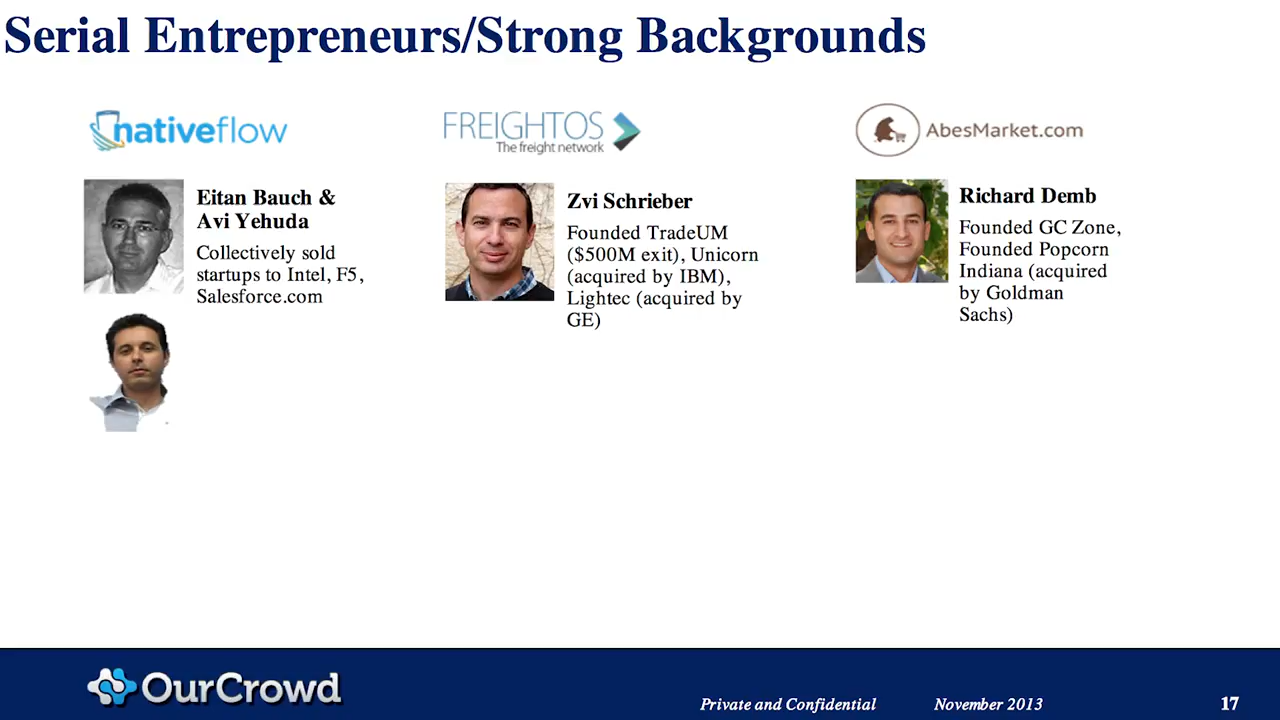 Serial Entrepreneurs/Strong Backgrounds
nativeflow
Eitan Bauch &
Avi Yehuda
Collectively sold
startups to Intel, F5,
Salesforce.com
FREIGHTOS
The freight network
Zvi Schrieber
Founded TradeUM
($500M exit), Unicorn
(acquired by IBM),
Lightec (acquired by
GE)
AbesMarket.com
Richard Demb
Founded GC Zone,
Founded Popcorn
Indiana (acquired
by Goldman
Sachs)
OurCrowd
Private and Confidential
November 2013
17